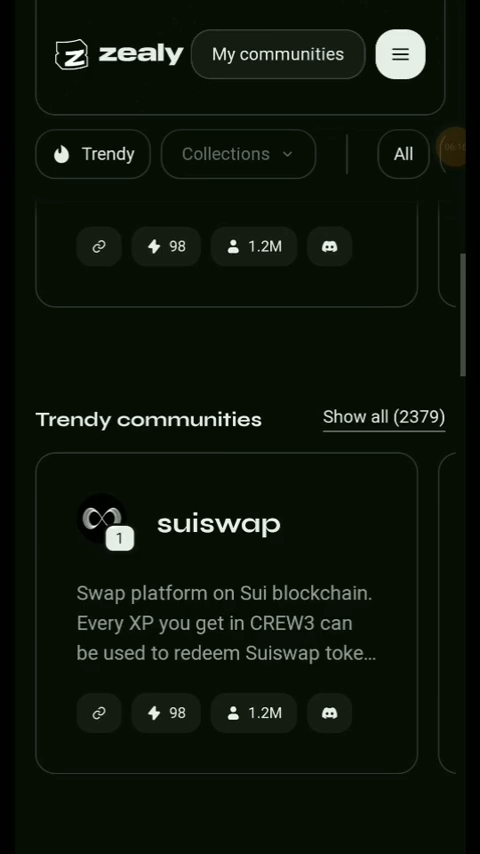 zealy
My communities
Trendy
Collections
All
98
1.2M
Trendy communities
Show all (2379)
suiswap
1
Swap platform on Sui blockchain.
Every XP you get in CREW3 can
be used to redeem Suiswap toke...
98
1.2M